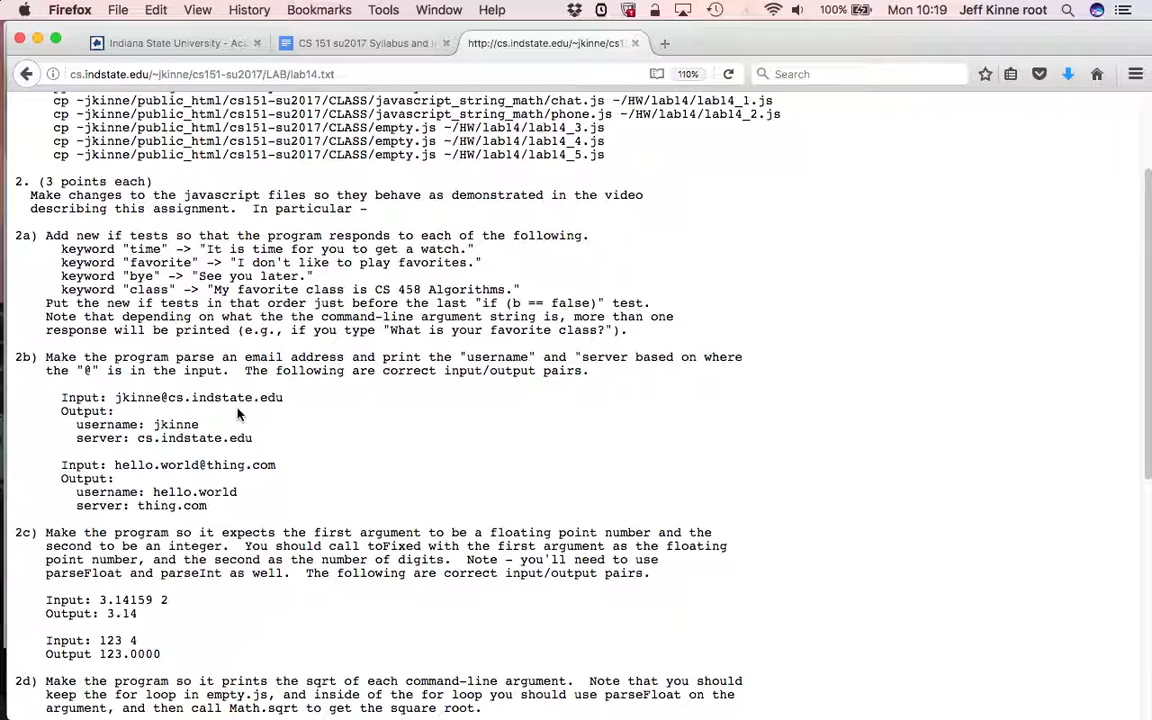 Firefox File Edit View History Bookmarks Tools Window Help 100% Mon 10:19 Jeff Kinne root
Indiana State University - Aca × CS 151 su2017 Syllabus and × http://cs.indstate.edu/~jkinne/cs1 × +
cs.indstate.edu/~jkinne/cs151-su2017/LAB/lab14.txt 110% Search
cp ~jkinne/public_html/cs151-su2017/CLASS/javascript_string_math/chat.js ~/HW/lab14/lab14_1.js
cp ~jkinne/public_html/cs151-su2017/CLASS/javascript_string_math/phone.js ~/HW/lab14/lab14_2.js
cp ~jkinne/public_html/cs151-su2017/CLASS/empty.js ~/HW/lab14/lab14_3.js
cp ~jkinne/public_html/cs151-su2017/CLASS/empty.js ~/HW/lab14/lab14_4.js
cp ~jkinne/public_html/cs151-su2017/CLASS/empty.js ~/HW/lab14/lab14_5.js
2. (3 points each)
Make changes to the javascript files so they behave as demonstrated in the video
describing this assignment. In particular -
2a) Add new if tests so that the program responds to each of the following.
keyword "time" -> "It is time for you to get a watch."
keyword "favorite" -> "I don't like to play favorites."
keyword "bye" -> "See you later."
keyword "class" -> "My favorite class is CS 458 Algorithms."
Put the new if tests in that order just before the last "if (b == false)" test.
Note that depending on what the the command-line argument string is, more than one
response will be printed (e.g., if you type "What is your favorite class?").
2b) Make the program parse an email address and print the "username" and "server based on where
the "@" is in the input. The following are correct input/output pairs.
Input: jkinne@cs.indstate.edu
Output:
username: jkinne
server: cs.indstate.edu
Input: hello.world@thing.com
Output:
username: hello.world
server: thing.com
2c) Make the program so it expects the first argument to be a floating point number and the
second to be an integer. You should call toFixed with the first argument as the floating
point number, and the second as the number of digits. Note - you'll need to use
parseFloat and parseInt as well. The following are correct input/output pairs.
Input: 3.14159 2
Output: 3.14
Input: 123 4
Output 123.0000
2d) Make the program so it prints the sqrt of each command-line argument. Note that you should
keep the for loop in empty.js, and inside of the for loop you should use parseFloat on the
argument, and then call Math.sqrt to get the square root.